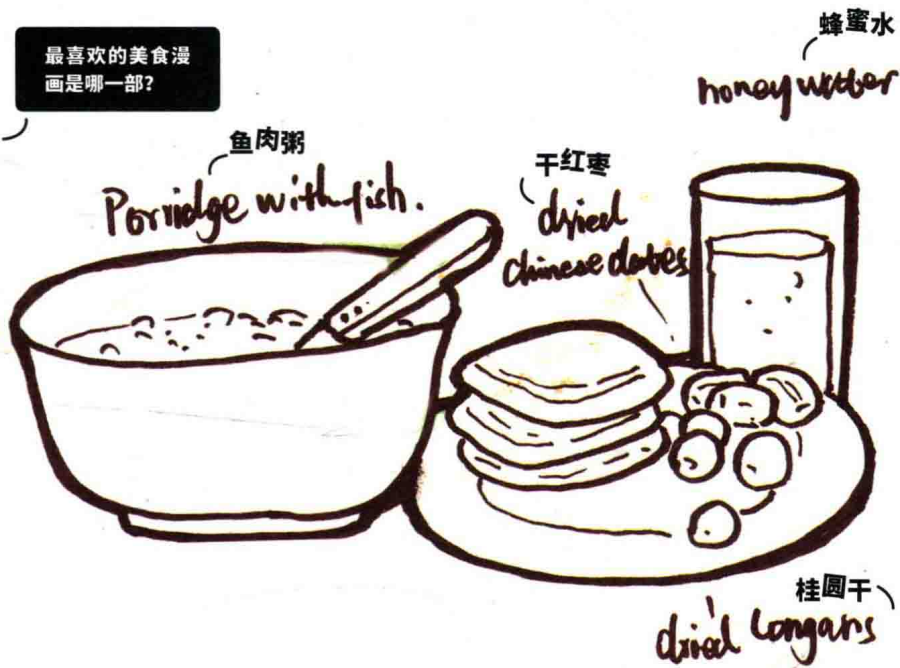 蜂蜜水
honey water
最喜欢的美食漫
画是哪一部？
鱼肉粥
Porridge with fish.
干红枣
dried
chinese dates
桂圆干
dried longans